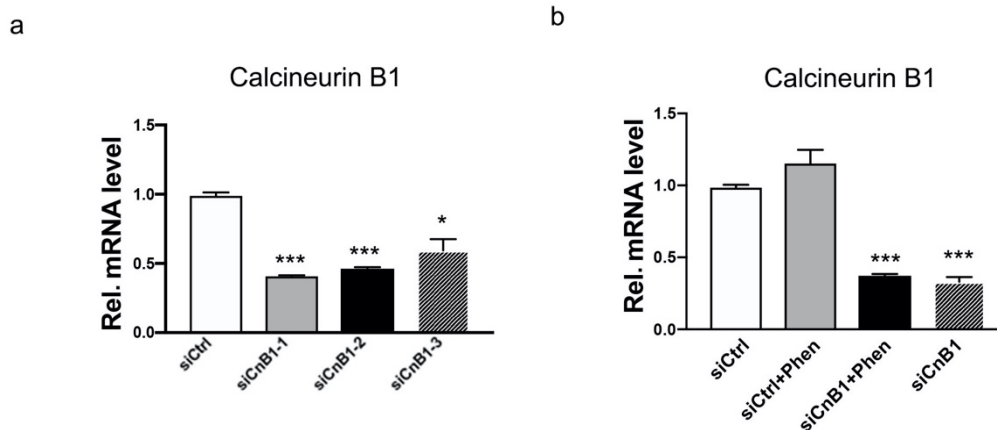 a
Calcineurin B1
Rel. mRNA level
1.5
1.0
0.5
0.0
***
***
*
siCtrl
siCnB1-1
siCnB1-2
siCnB1-3
b
Calcineurin B1
Rel. mRNA level
1.5
1.0
0.5
0.0
***
***
siCtrl
siCtrl+Phen
siCnB1+Phen
siCnB1